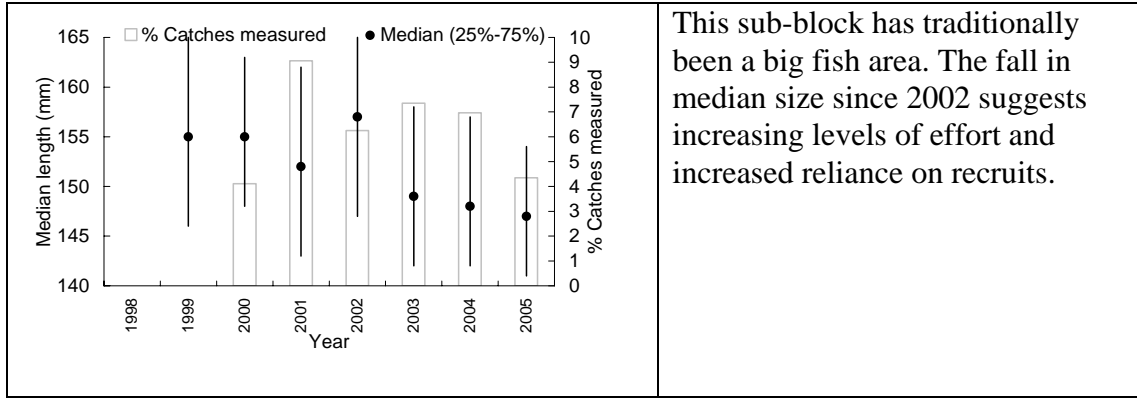 % Catches measured
Median (25%-75%)
165
160
155
150
145
140
Median length (mm)
10
9
8
7
6
5
4
3
2
1
0
% Catches measured
1998
1999
2000
2001
2002
2003
2004
2005
Year
This sub-block has traditionally
been a big fish area. The fall in
median size since 2002 suggests
increasing levels of effort and
increased reliance on recruits.